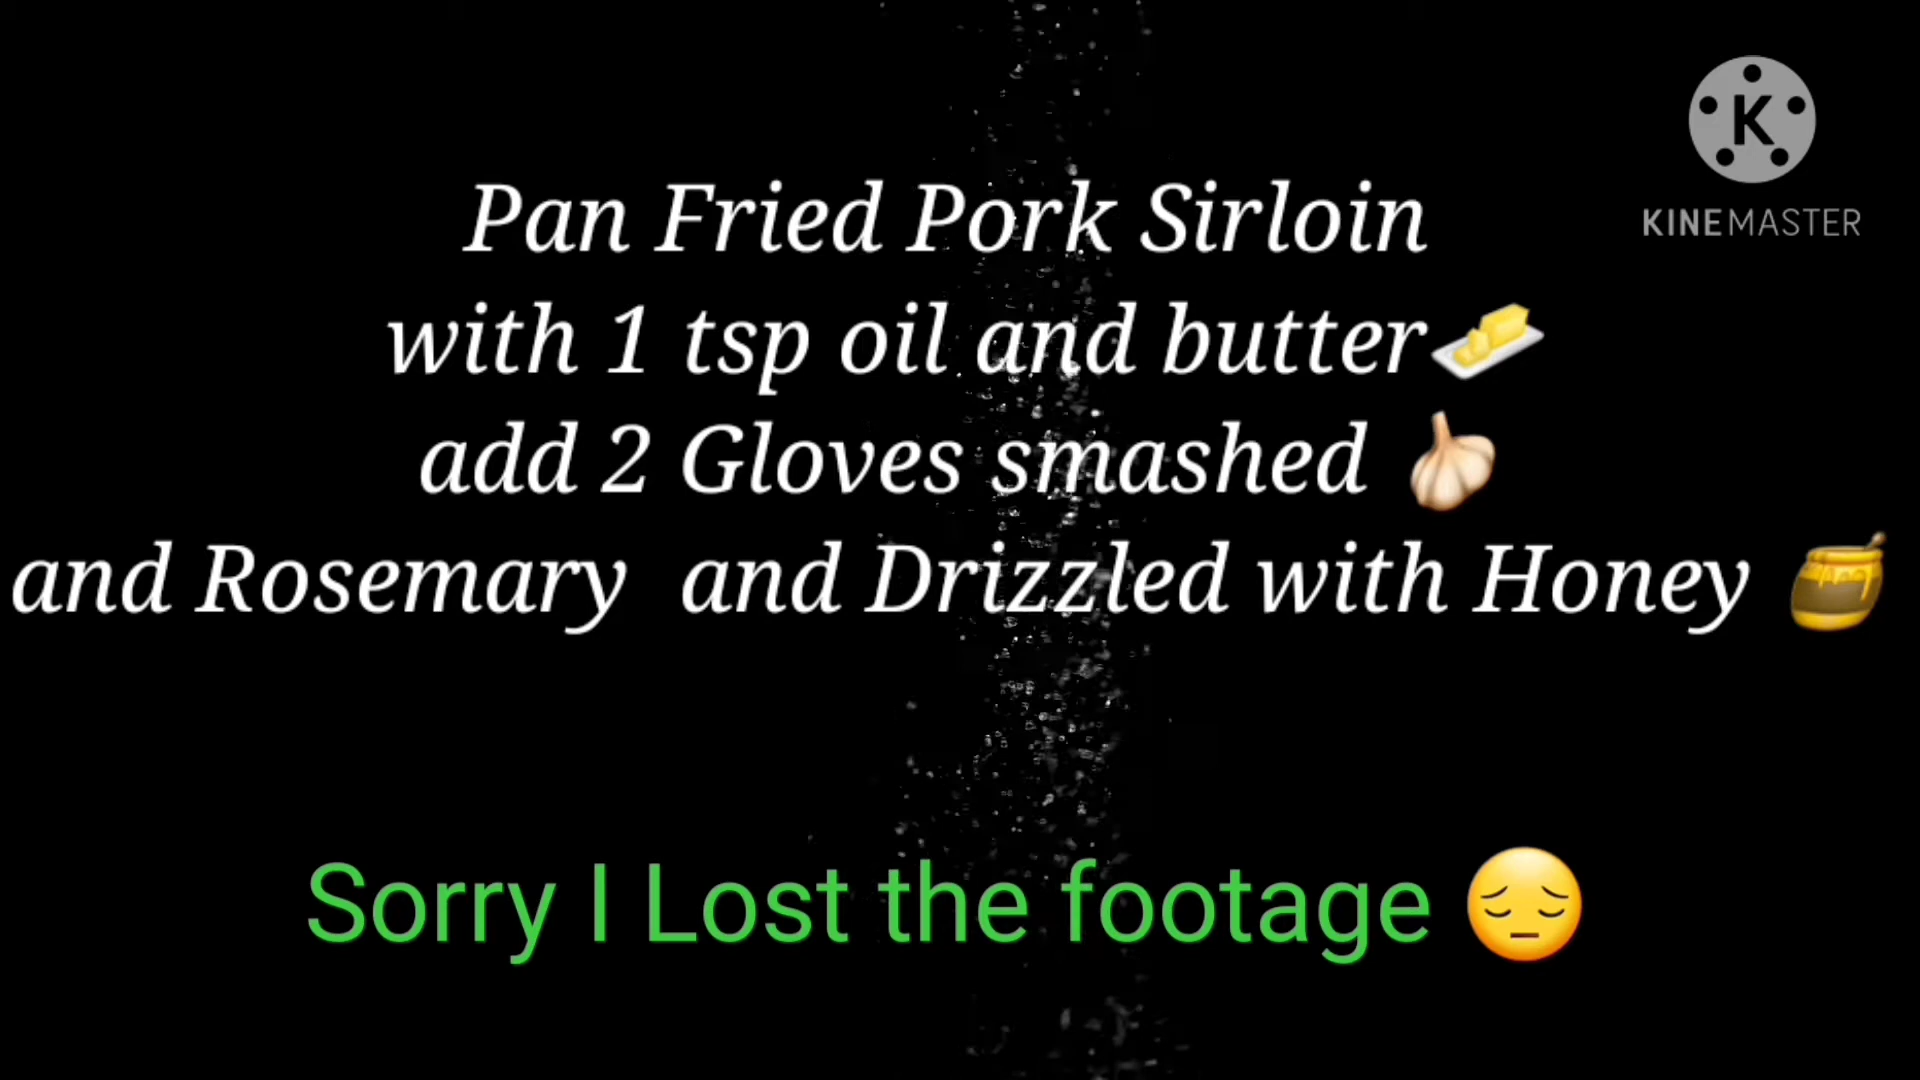 K
KINEMASTER
Pan Fried Pork Sirloin
with 1 tsp oil and butter🧈
add 2 Gloves smashed 🧄
and Rosemary  and Drizzled with Honey 🍯
Sorry I Lost the footage 😔